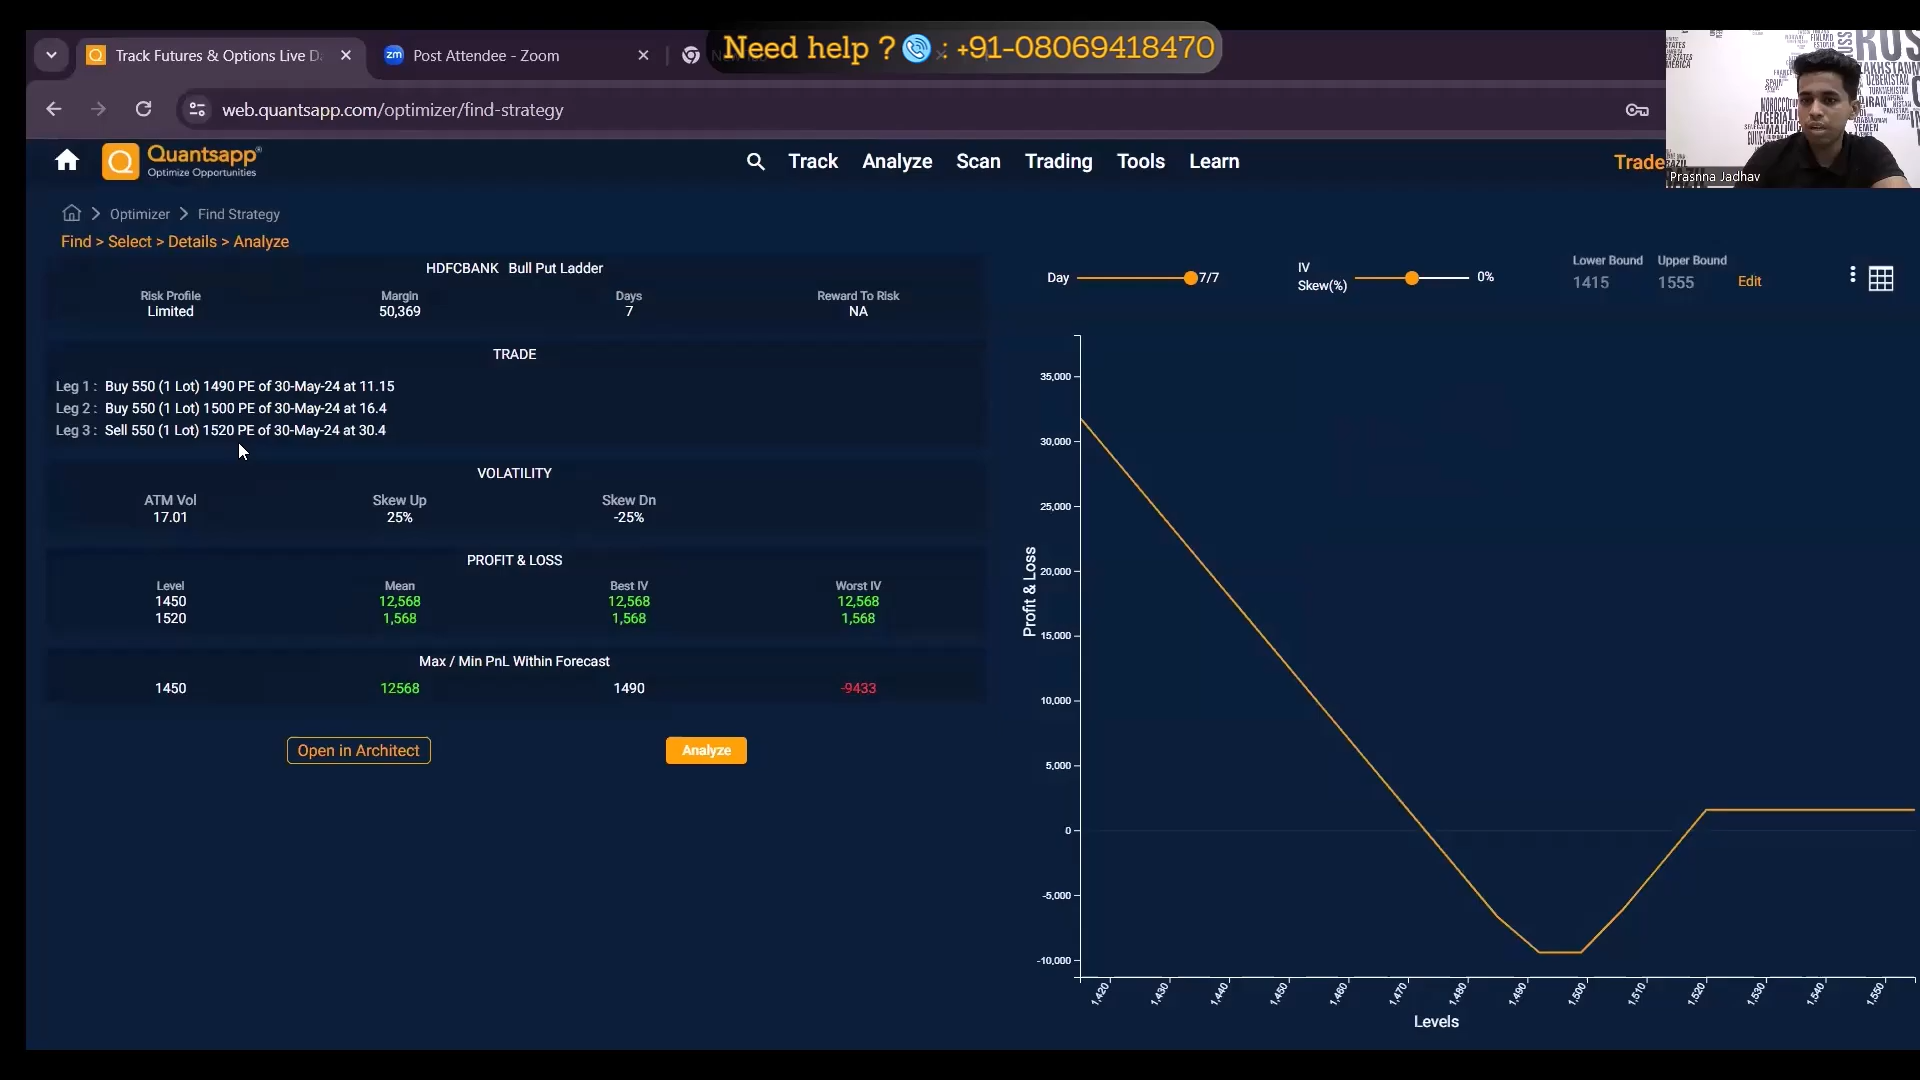 Need help ? : +91-08069418470
Track Futures & Options Live D
zm Post Attendee - Zoom
web.quantsapp.com/optimizer/find-strategy
Quantsapp®
Optimize Opportunities
Track Analyze Scan Trading Tools Learn
Trade
Prasnna Jadhav
Optimizer > Find Strategy
Find > Select > Details > Analyze
HDFCBANK Bull Put Ladder
Risk Profile Margin Days Reward To Risk
Limited 50,369 7 NA
TRADE
Leg 1 : Buy 550 (1 Lot) 1490 PE of 30-May-24 at 11.15
Leg 2 : Buy 550 (1 Lot) 1500 PE of 30-May-24 at 16.4
Leg 3 : Sell 550 (1 Lot) 1520 PE of 30-May-24 at 30.4
VOLATILITY
ATM Vol Skew Up Skew Dn
17.01 25% -25%
PROFIT & LOSS
Level Mean Best IV Worst IV
1450 12,568 12,568 12,568
1520 1,568 1,568 1,568
Max / Min PnL Within Forecast
1450 12568 1490 -9433
Open in Architect Analyze
Day 7/7
IV
Skew(%) 0%
Lower Bound Upper Bound
1415 1555 Edit
35,000
30,000
25,000
20,000
15,000
10,000
5,000
0
-5,000
-10,000
Profit & Loss
1,420 1,430 1,440 1,450 1,460 1,470 1,480 1,490 1,500 1,510 1,520 1,530 1,540 1,550
Levels